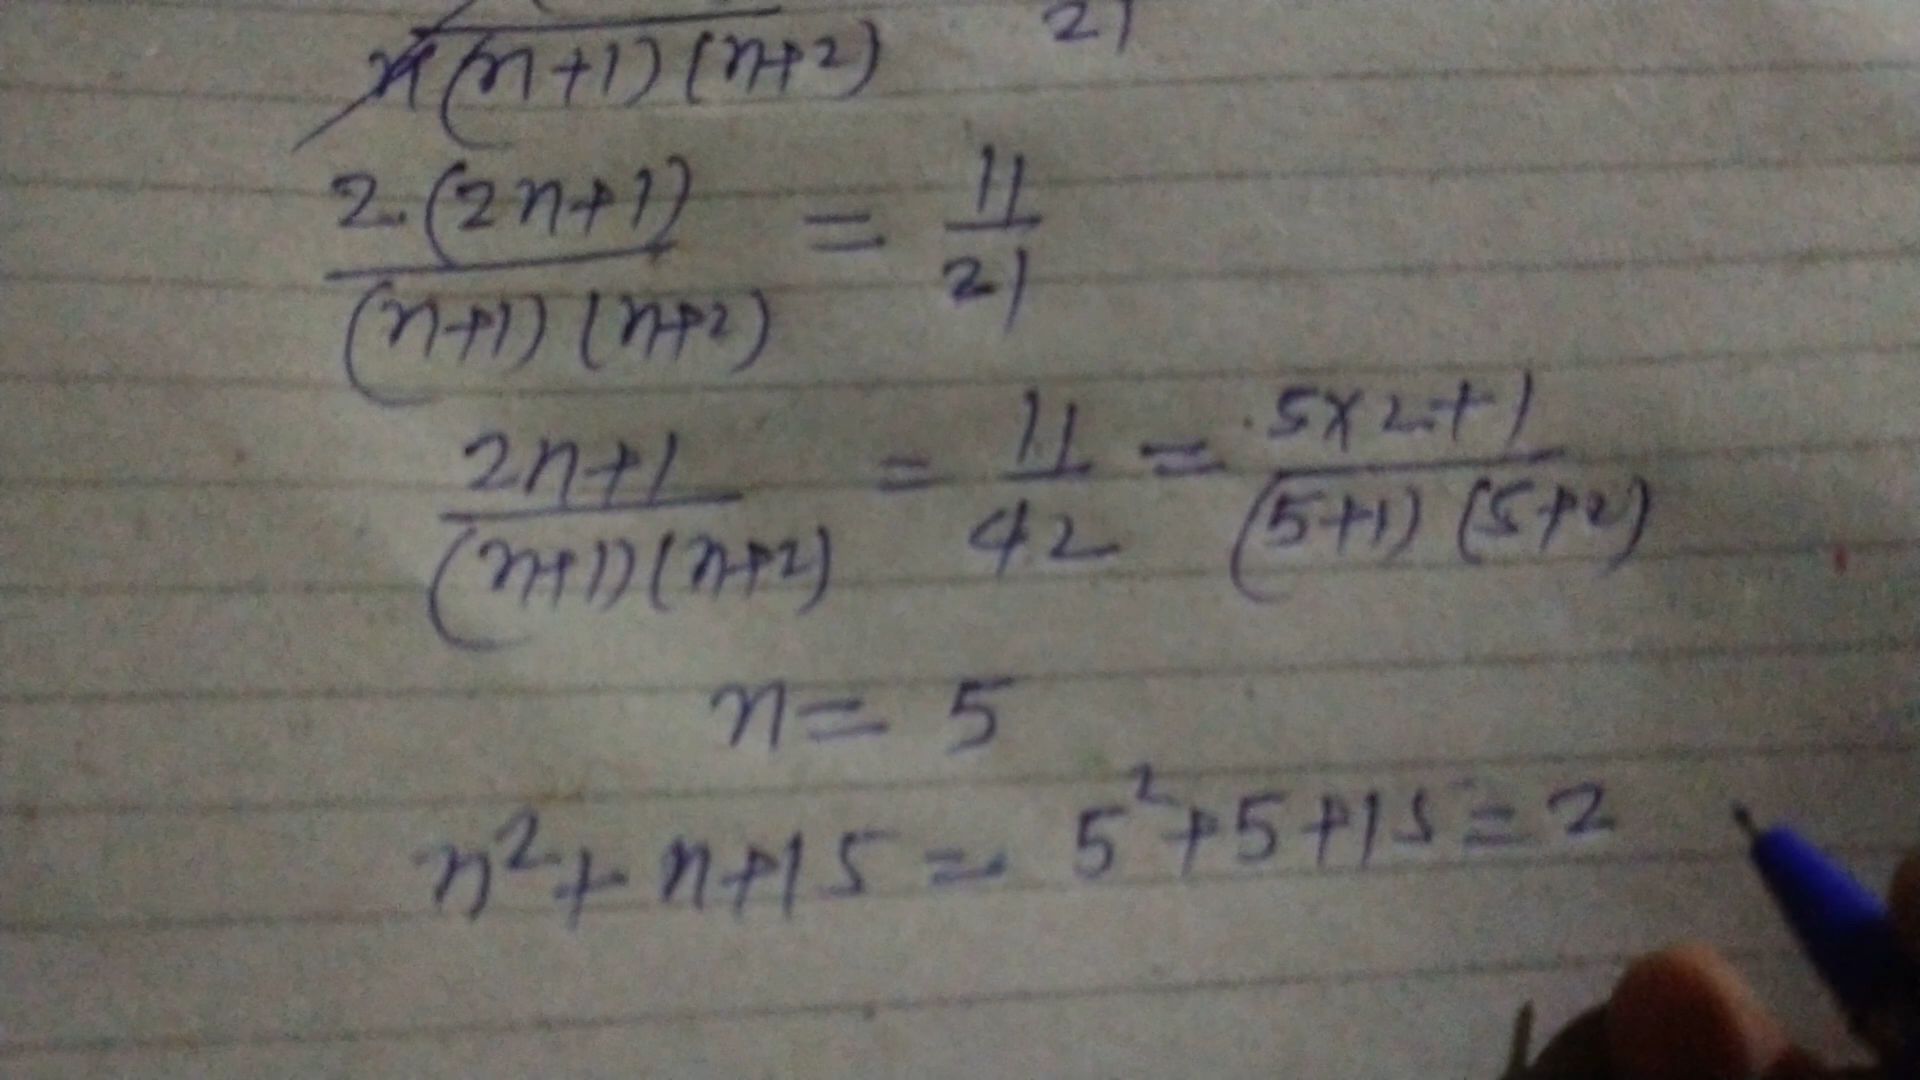 n(n+1)(n+2) 21
2.(2n+1)/(n+1)(n+2) = 11/21
2n+1/(n+1)(n+2) = 11/42 = 5×2+1/(5+1)(5+2)
n= 5
n²+n+15 = 5²+5+15=2